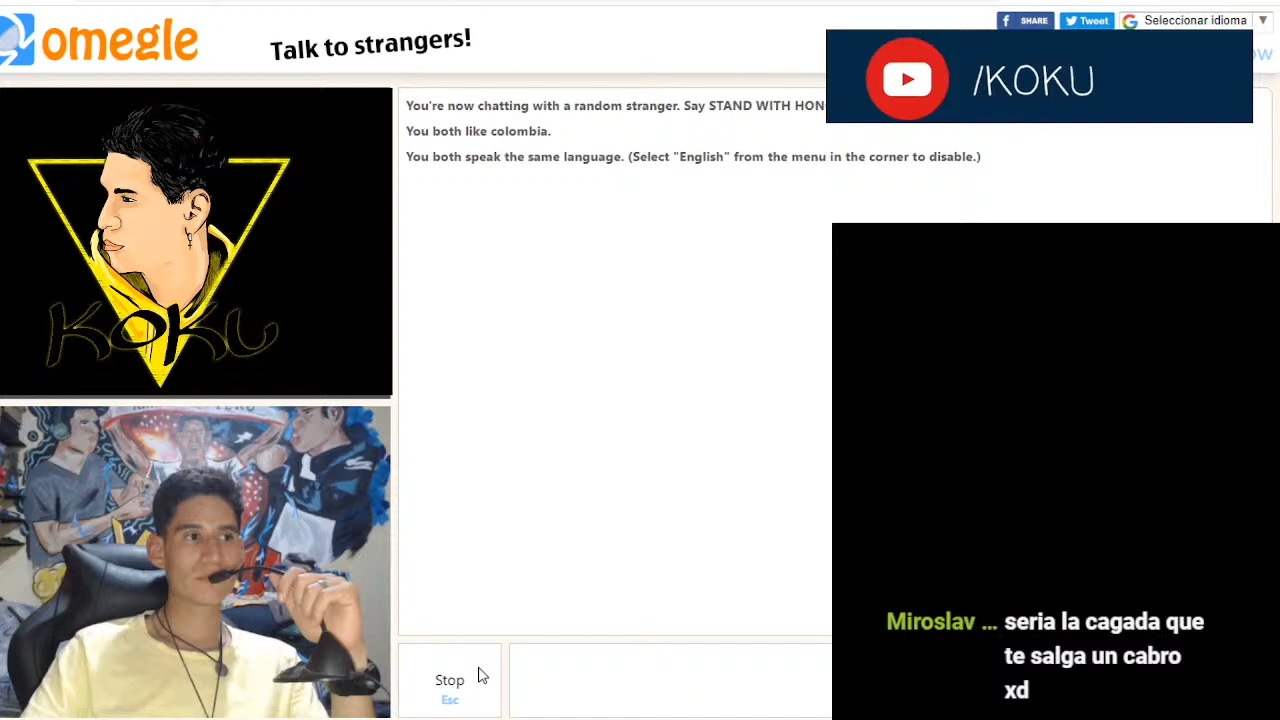 omegle
Talk to strangers!
SHARE
Tweet
Seleccionar idioma
/KOKU
You're now chatting with a random stranger. Say STAND WITH
You both like colombia.
You both speak the same language. (Select "English" from the menu in the corner to disable.)
KOKU
Stop
Esc
Miroslav ... seria la cagada que
te salga un cabro
xd